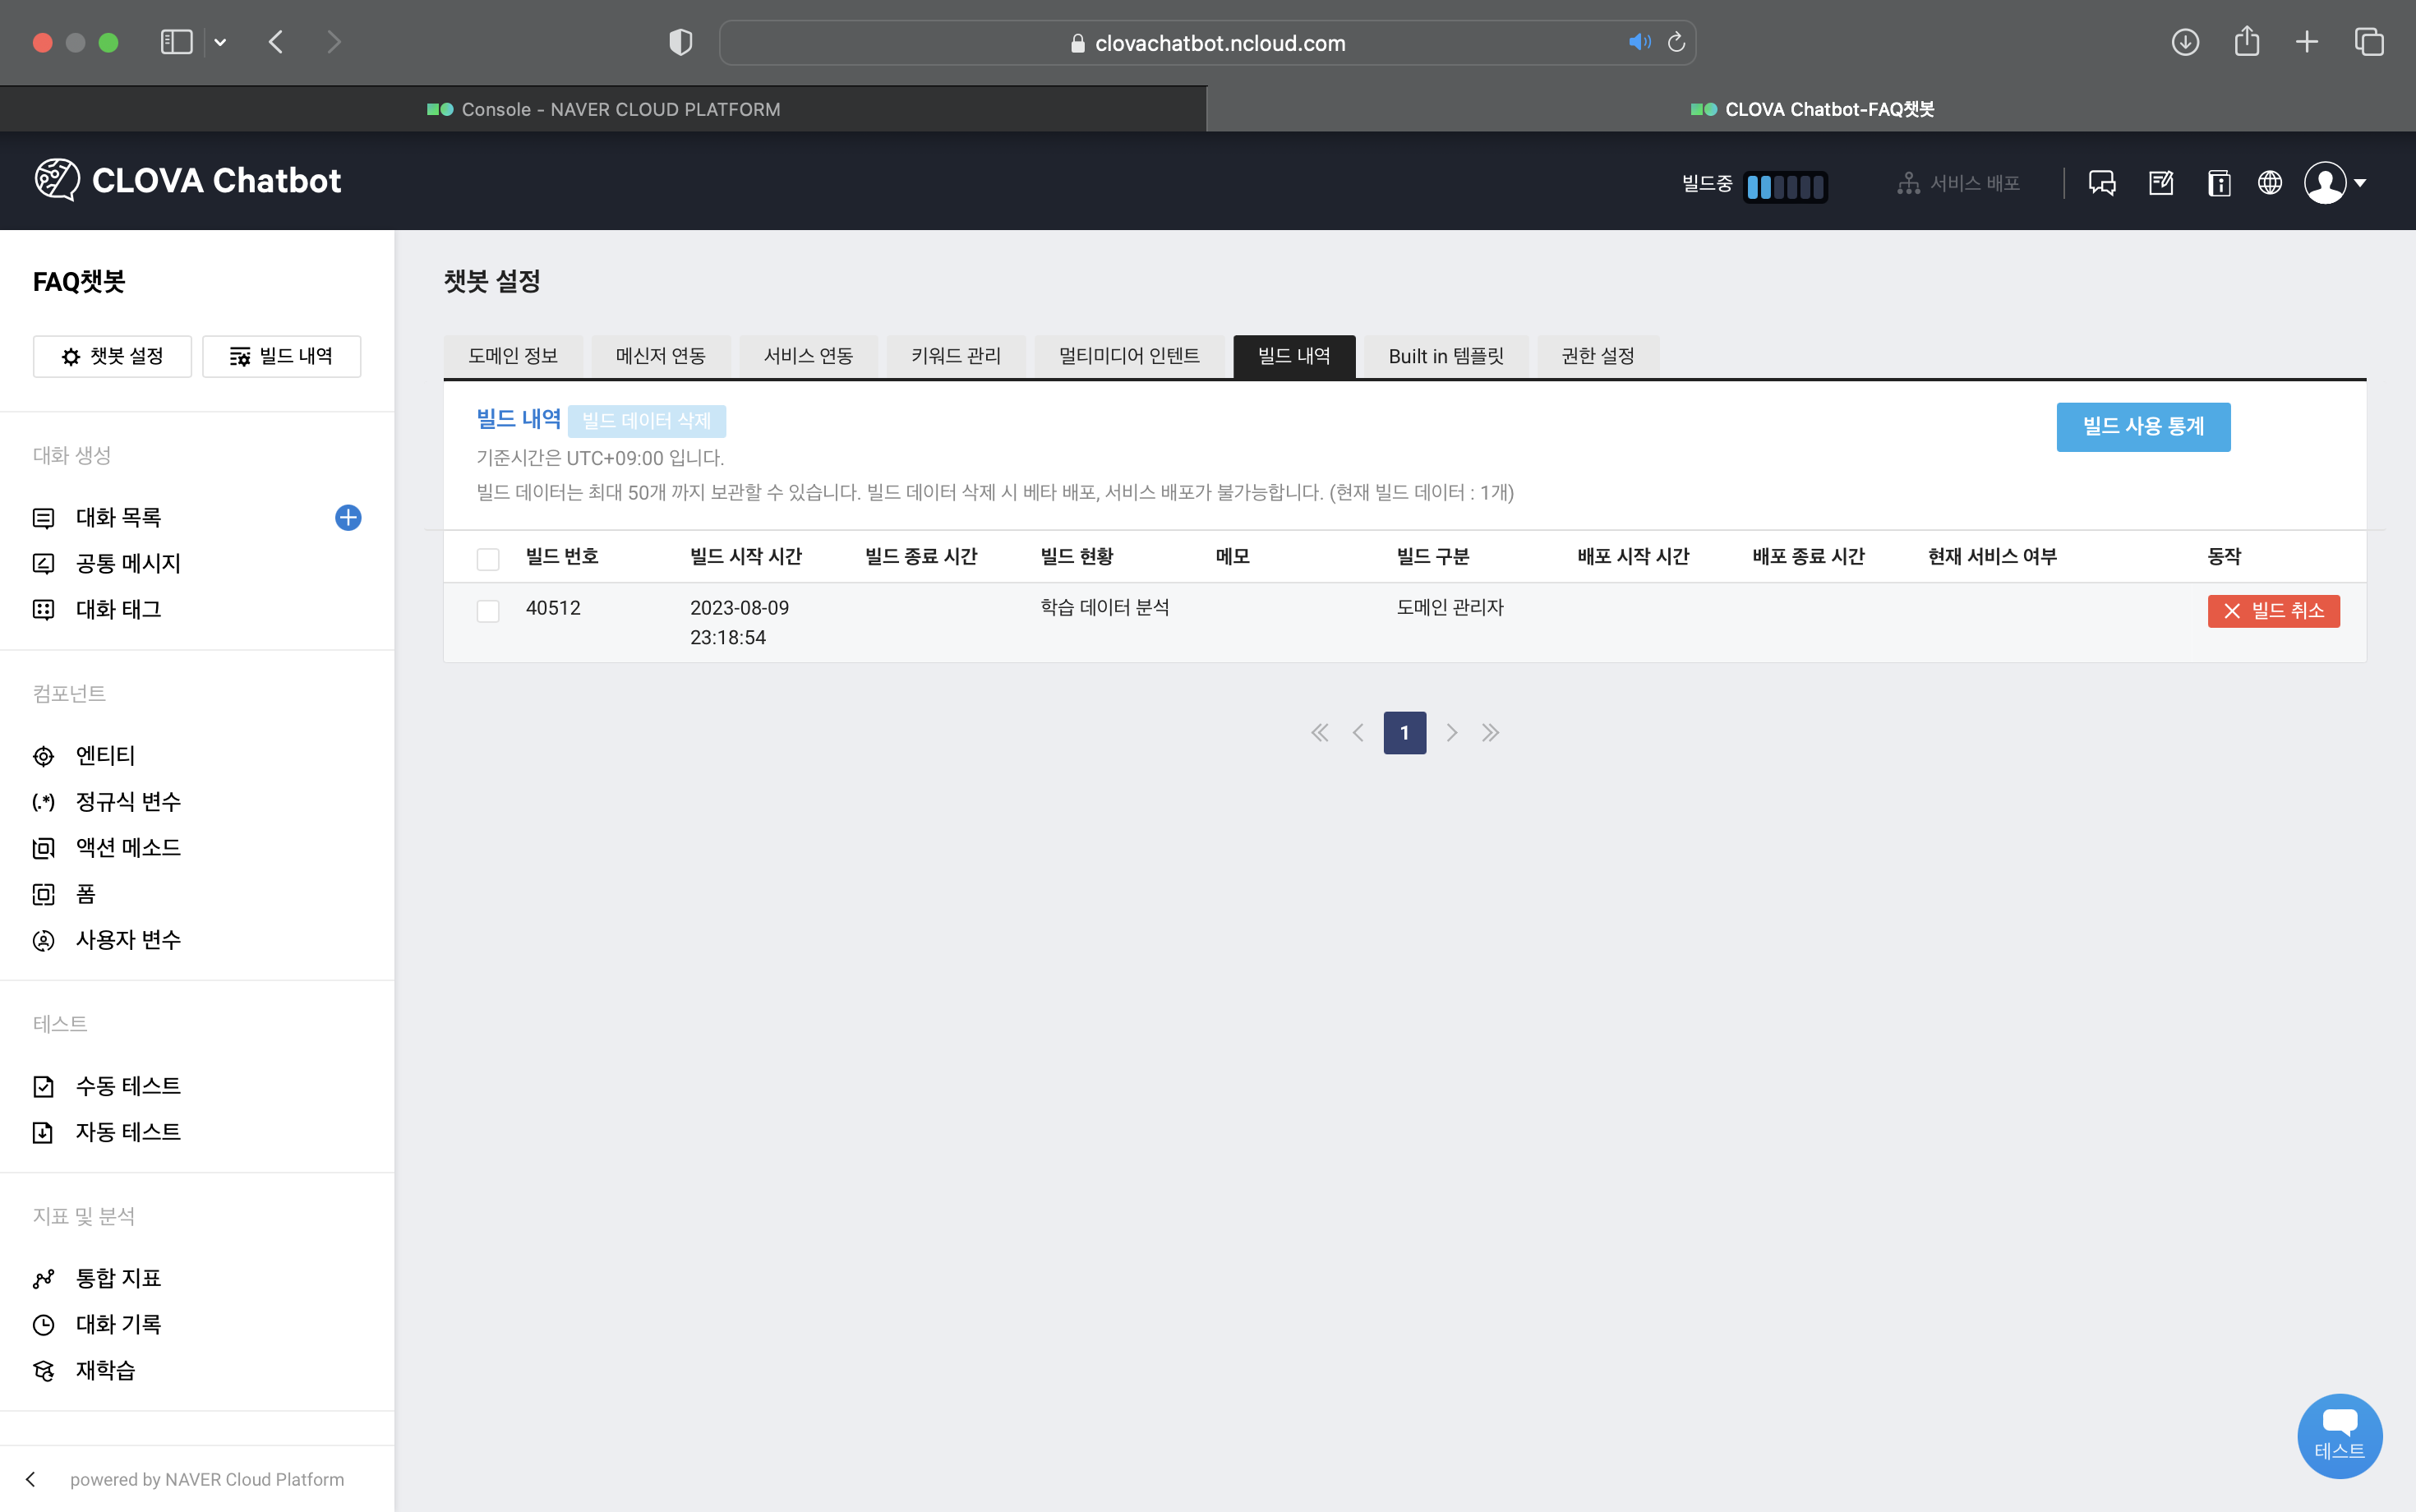 clovachatbot.ncloud.com
Console - NAVER CLOUD PLATFORM
CLOVA Chatbot-FAQ챗봇
CLOVA Chatbot
빌드중
서비스 배포
FAQ챗봇
챗봇 설정
빌드 내역
대화 생성
대화 목록
공통 메시지
대화 태그
컴포넌트
엔티티
(.*) 정규식 변수
액션 메소드
폼
사용자 변수
테스트
수동 테스트
자동 테스트
지표 및 분석
통합 지표
대화 기록
재학습
powered by NAVER Cloud Platform
챗봇 설정
도메인 정보 메신저 연동 서비스 연동 키워드 관리 멀티미디어 인텐트 빌드 내역 Built in 템플릿 권한 설정
빌드 내역 빌드 데이터 삭제
빌드 사용 통계
기준시간은 UTC+09:00 입니다.
빌드 데이터는 최대 50개 까지 보관할 수 있습니다. 빌드 데이터 삭제 시 베타 배포, 서비스 배포가 불가능합니다. (현재 빌드 데이터 : 1개)
빌드 번호 빌드 시작 시간 빌드 종료 시간 빌드 현황 메모 빌드 구분 배포 시작 시간 배포 종료 시간 현재 서비스 여부 동작
40512 2023-08-09 학습 데이터 분석 도메인 관리자 빌드 취소
23:18:54
1
테스트